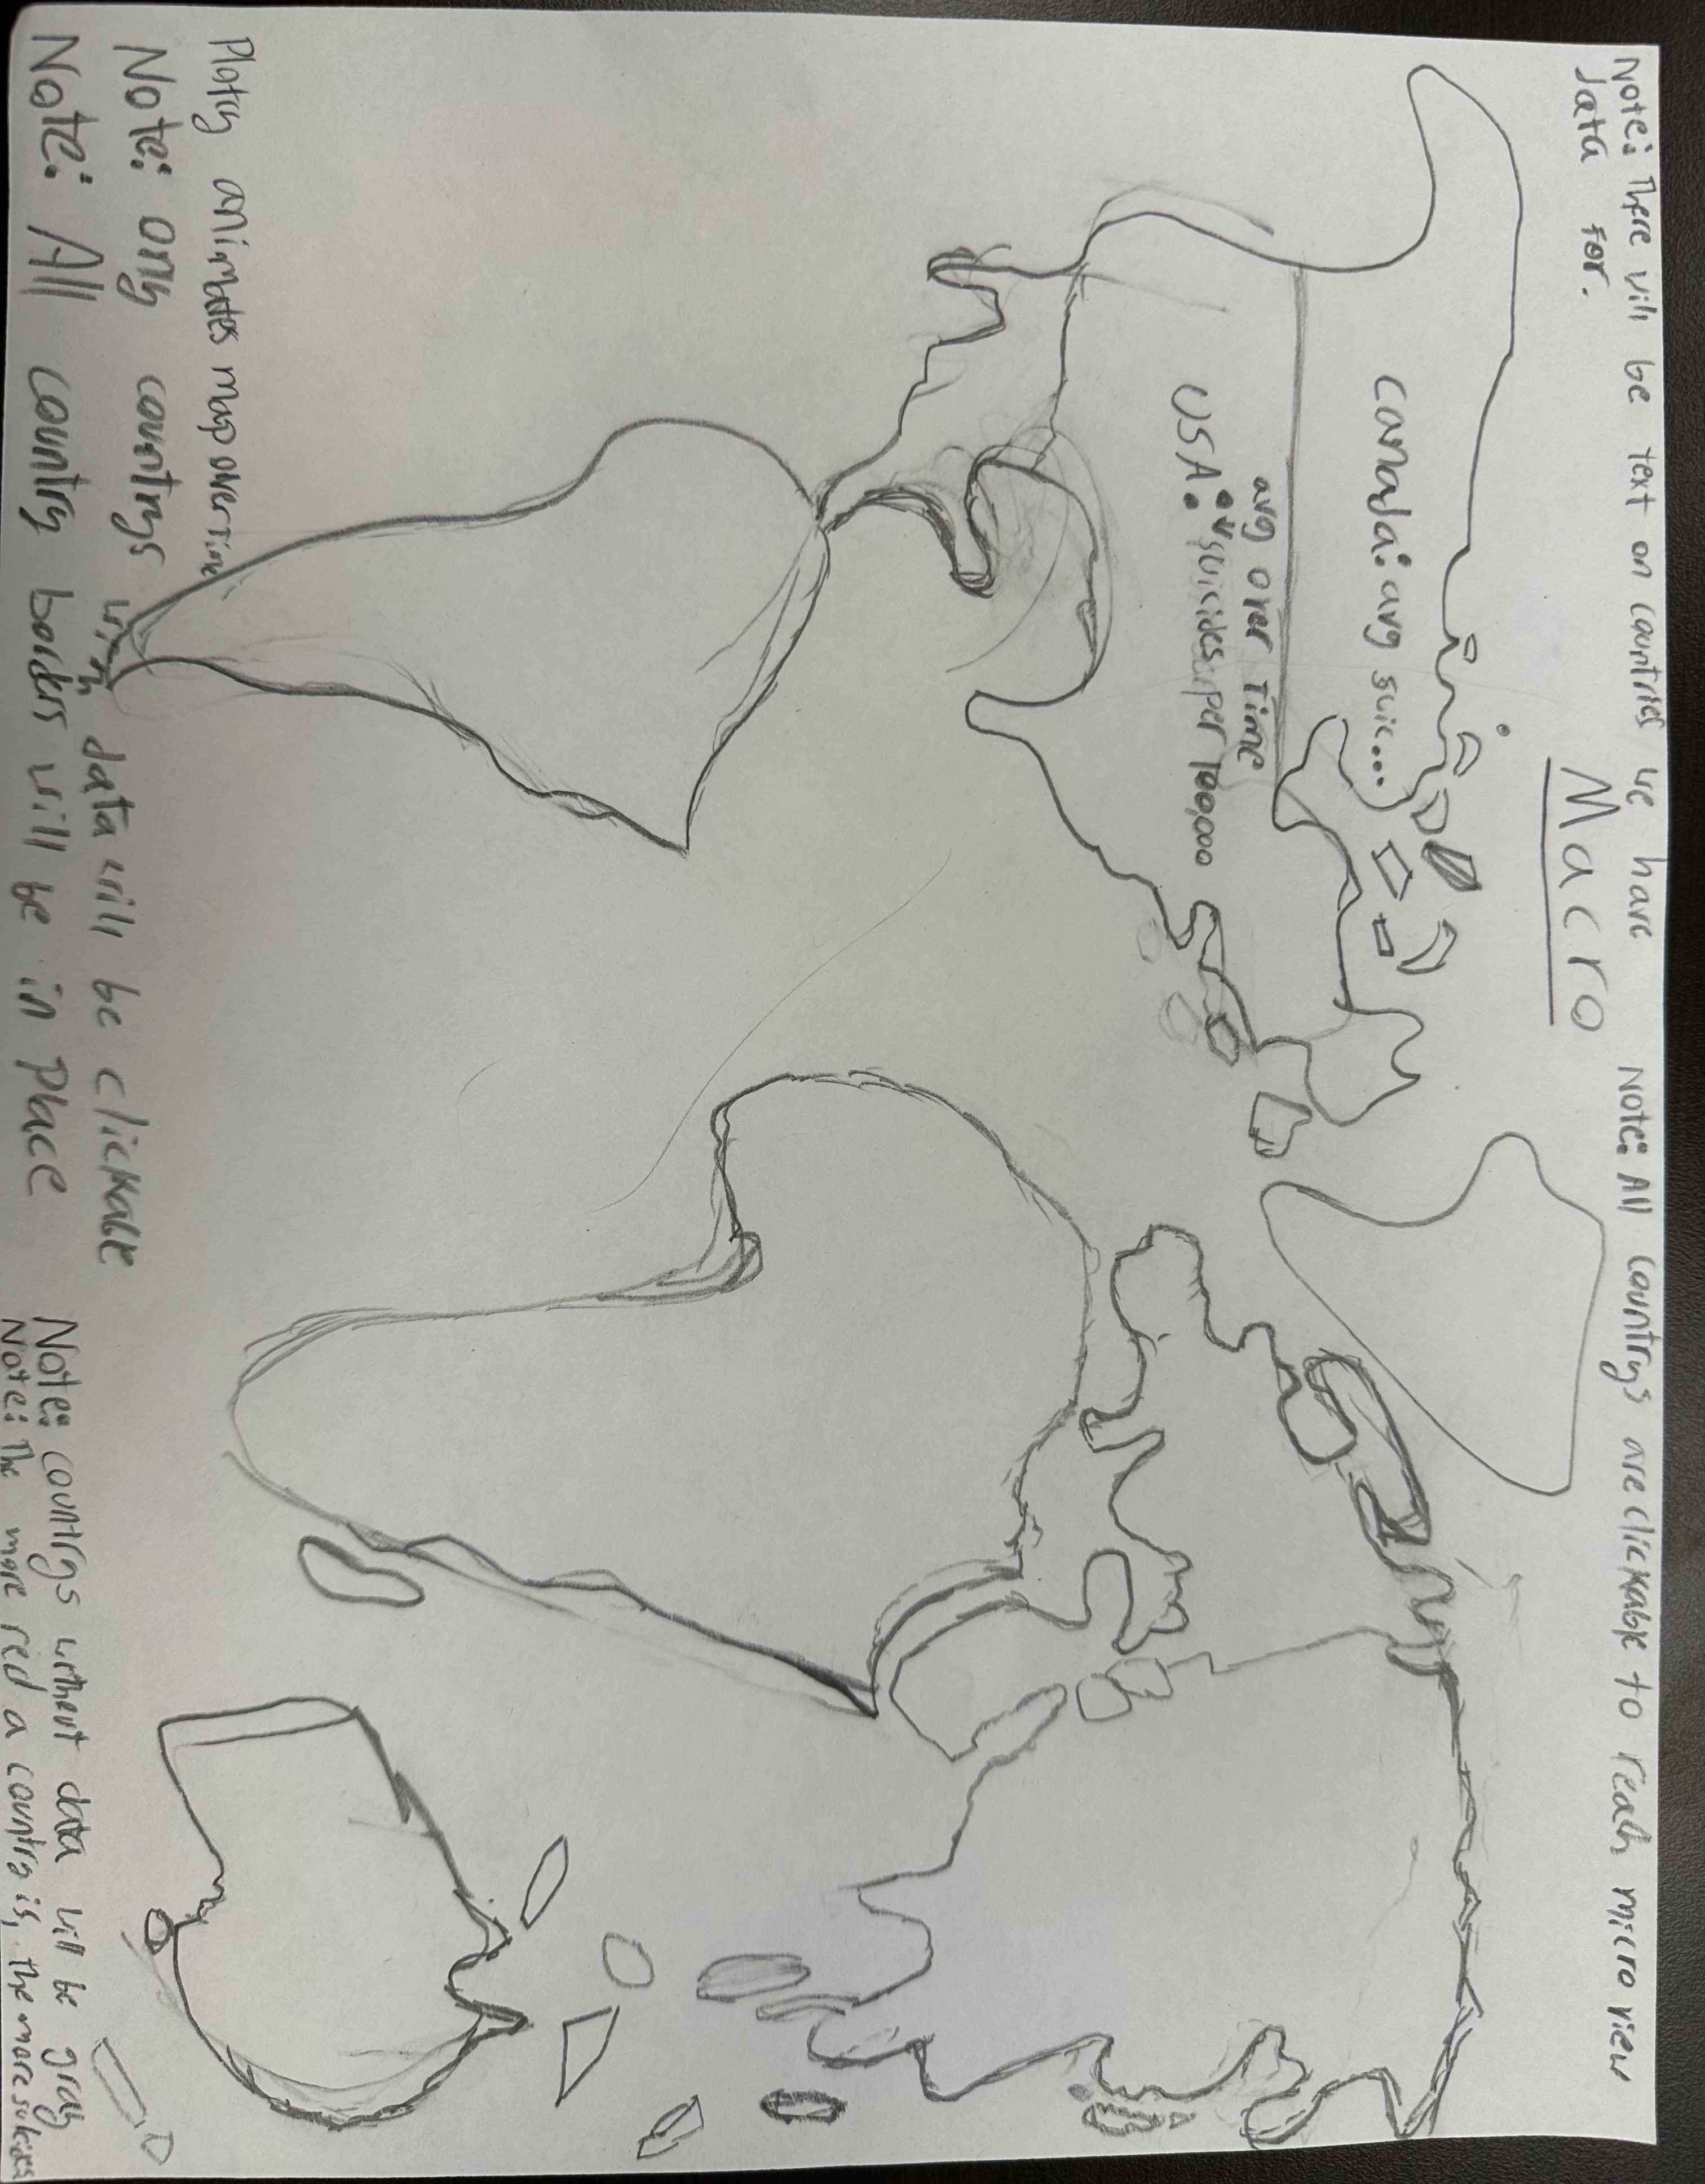 Note: There will be text on countries we have
data for.
Macro
Note: All countrys are clickable to reach micro view
Canada: avg suic...
avg over time
USA: suicides per 100,000
Plotly animates map over time
Note: only countrys with data will be clickable
Note: All country borders will be in place
Note: countrys without data will be gray
Note: The more red a country is, the more suicides